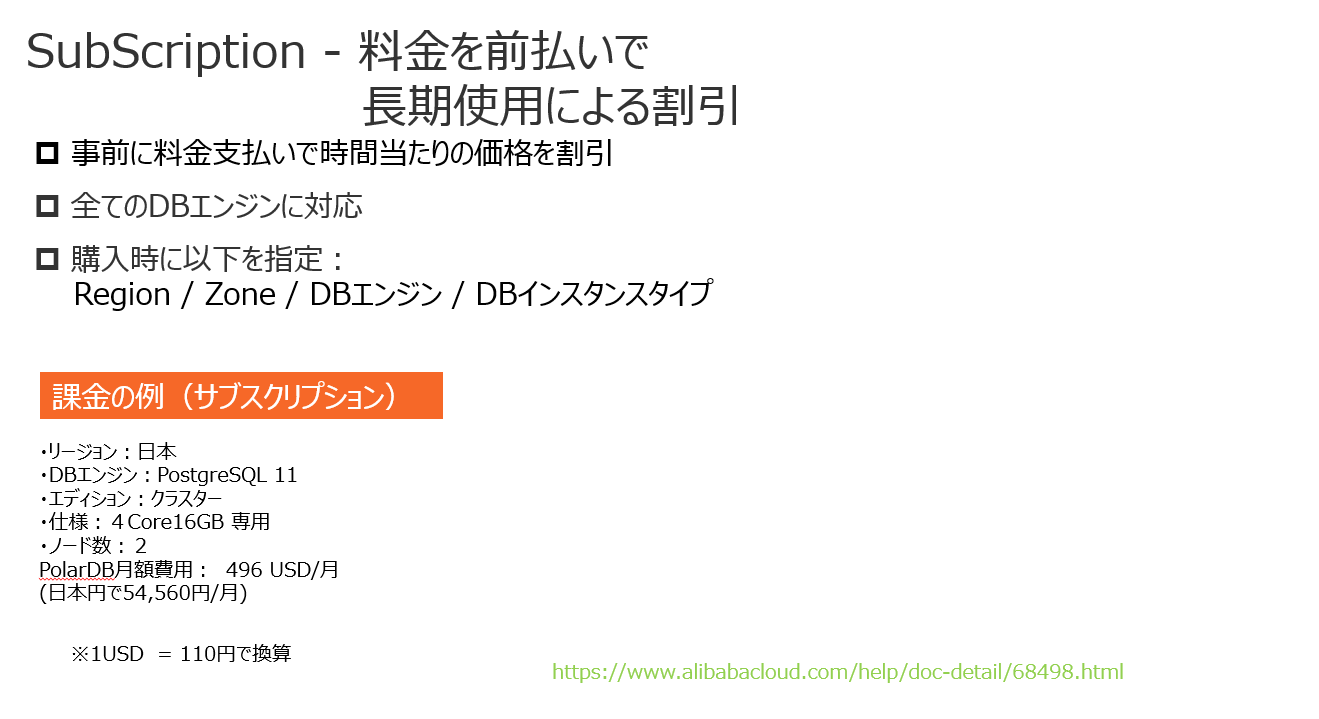 SubScription - 料金を前払いで
長期使用による割引
事前に料金支払いで時間当たりの価格を割引
全てのDBエンジンに対応
購入時に以下を指定：
Region / Zone / DBエンジン / DBインスタンスタイプ
課金の例（サブスクリプション）
・リージョン：日本
・DBエンジン：PostgreSQL 11
・エディション：クラスター
・仕様：４Core16GB 専用
・ノード数：２
PolarDB月額費用： 496 USD/月
(日本円で54,560円/月)
※1USD = 110円で換算
https://www.alibabacloud.com/help/doc-detail/68498.html